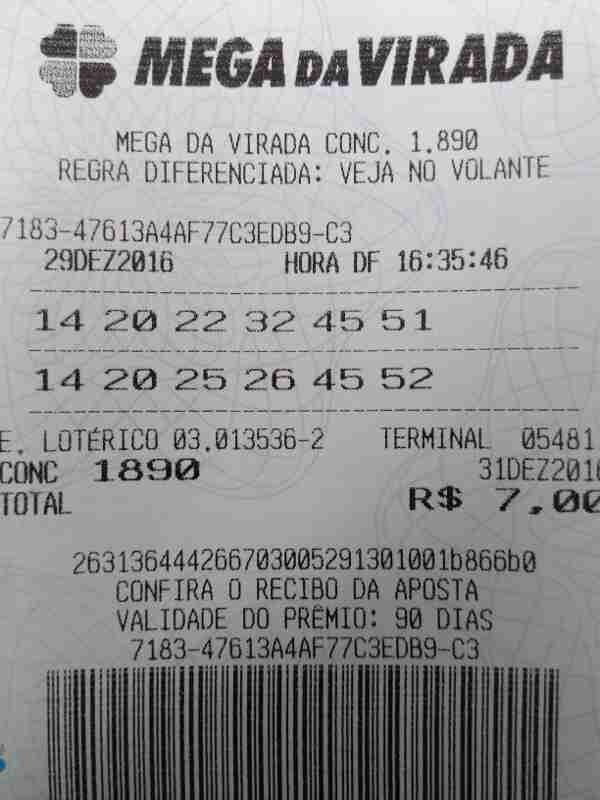 MEGA DA VIRADA
MEGA DA VIRADA CONC. 1.890
REGRA DIFERENCIADA: VEJA NO VOLANTE
7183-47613A4AF77C3EDB9-C3
29DEZ2016 HORA DF 16:35:46
14 20 22 32 45 51
14 20 25 26 45 52
E. LOTÉRICO 03.013536-2 TERMINAL 05481
CONC 1890 31DEZ2016
TOTAL R$ 7,00
263136444266703005291301001b866b0
CONFIRA O RECIBO DA APOSTA
VALIDADE DO PRÊMIO: 90 DIAS
7183-47613A4AF77C3EDB9-C3